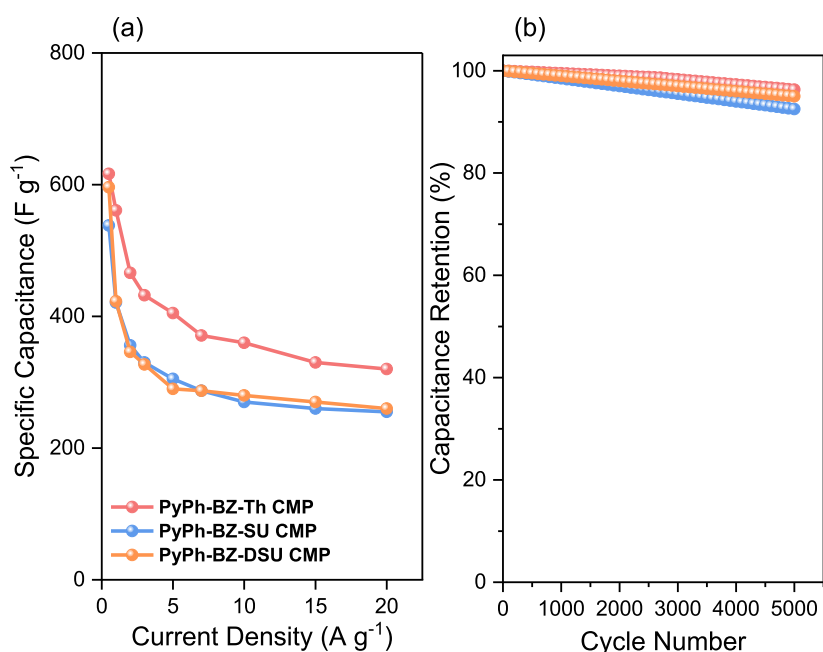 (a)
800
600
400
200
0
Specific Capacitance (F g⁻¹)
PyPh-BZ-Th CMP
PyPh-BZ-SU CMP
PyPh-BZ-DSU CMP
0 5 10 15 20
Current Density (A g⁻¹)
(b)
100
80
60
40
20
0
Capacitance Retention (%)
0 1000 2000 3000 4000 5000
Cycle Number